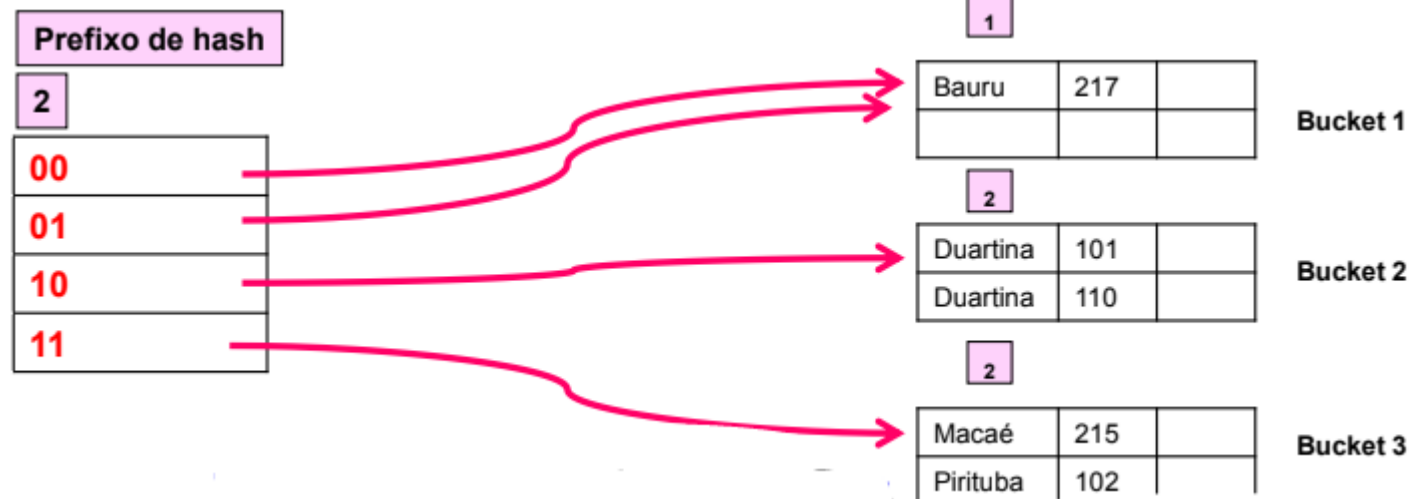 Prefixo de hash
2
00
01
10
11
1
Bauru 217
Bucket 1
2
Duartina 101
Duartina 110
Bucket 2
2
Macaé 215
Pirituba 102
Bucket 3